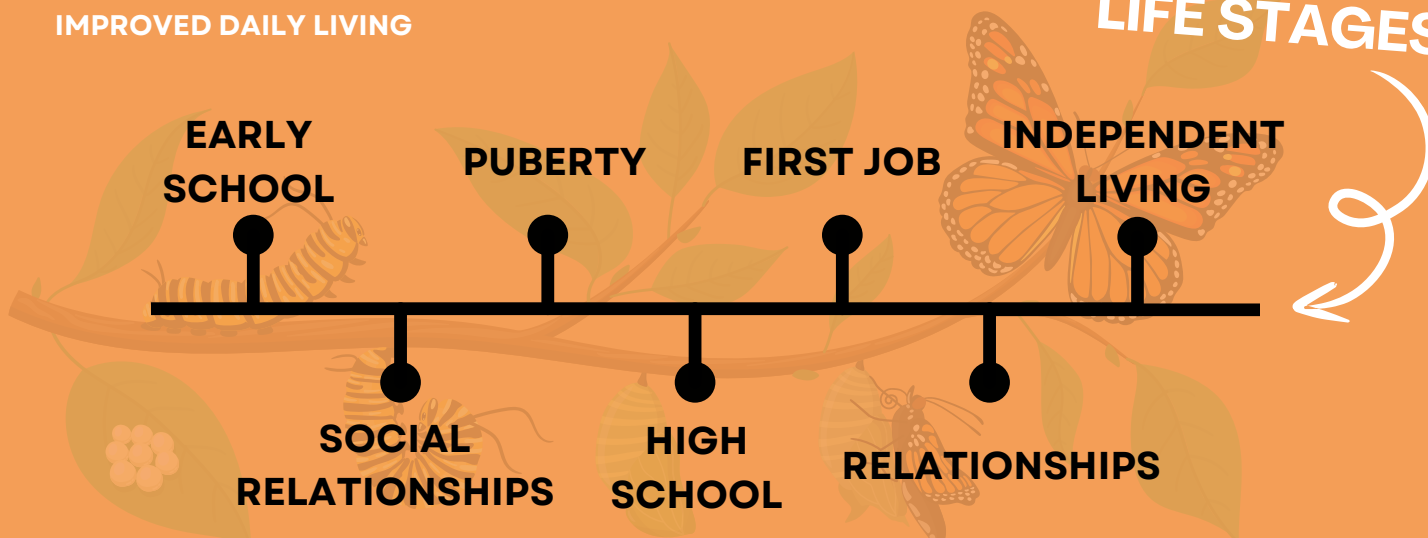 IMPROVED DAILY LIVING
LIFE STAGES
EARLY
SCHOOL
SOCIAL
RELATIONSHIPS
PUBERTY
HIGH
SCHOOL
FIRST JOB
RELATIONSHIPS
INDEPENDENT
LIVING